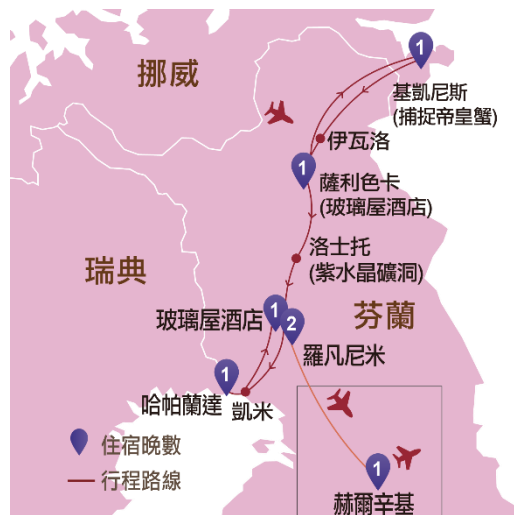 挪威
1
基凱尼斯
(捕捉帝皇蟹)
伊瓦洛
1
薩利色卡
(玻璃屋酒店)
洛士托
(紫水晶礦洞)
瑞典
芬蘭
玻璃屋酒店
1
2
羅凡尼米
1
哈帕蘭達
凱米
住宿晚數
行程路線
1
赫爾辛基